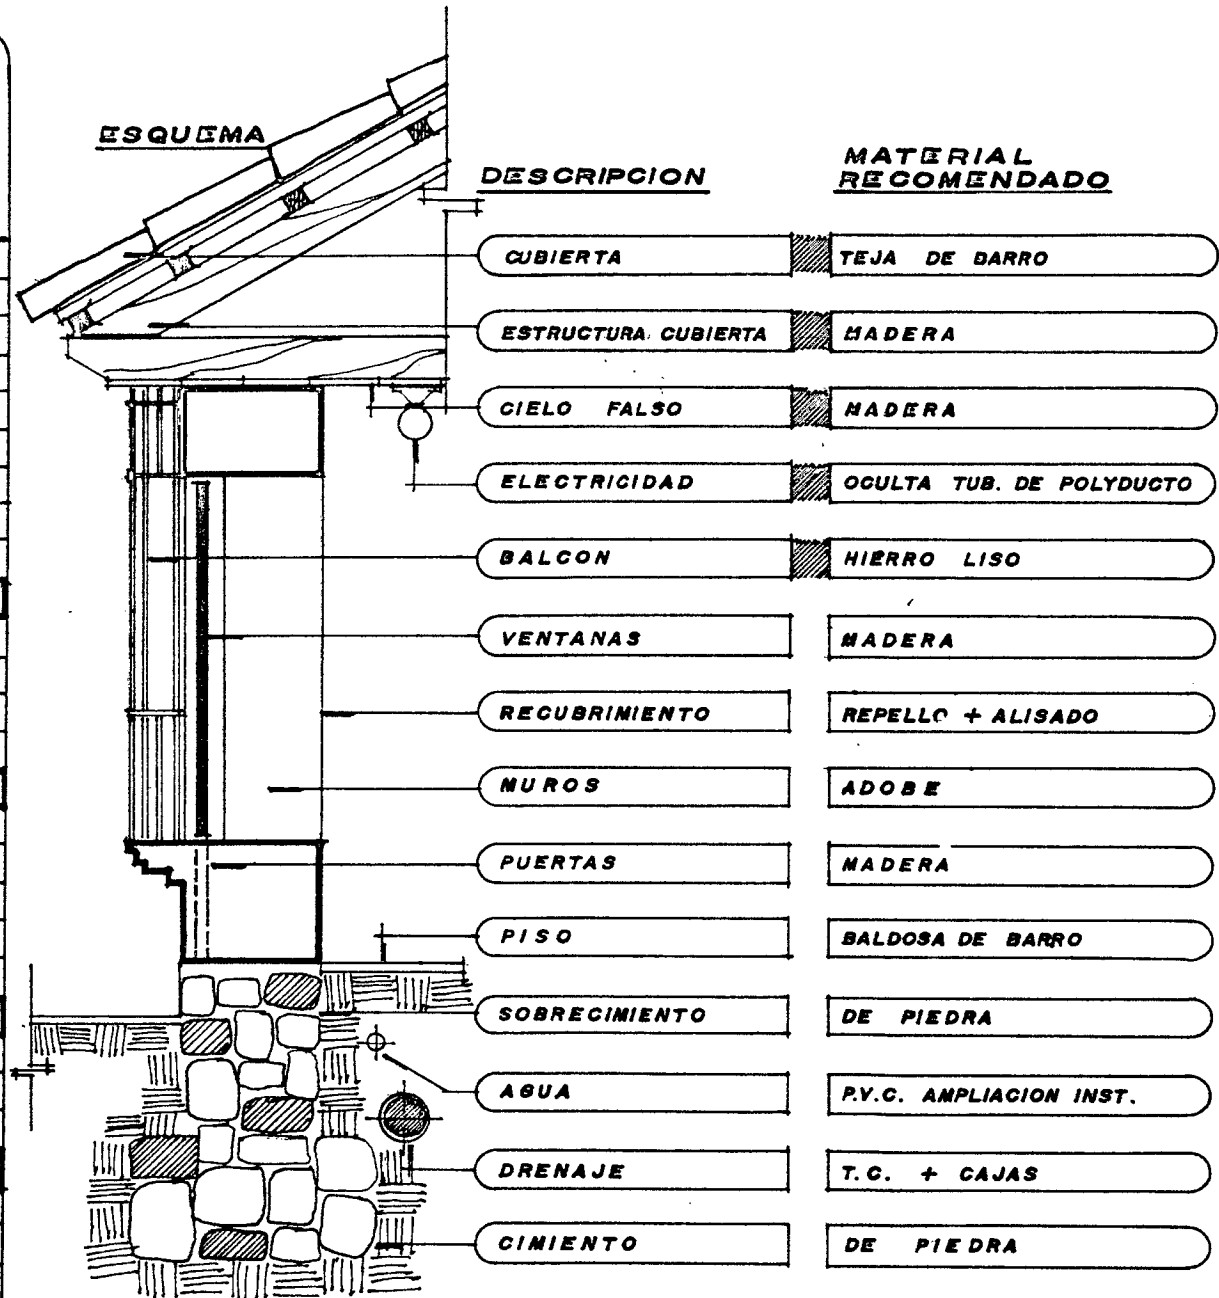 ESQUEMA
DESCRIPCION
MATERIAL
RECOMENDADO
CUBIERTA TEJA DE BARRO
ESTRUCTURA CUBIERTA MADERA
CIELO FALSO MADERA
ELECTRICIDAD OCULTA TUB. DE POLYDUCTO
BALCON HIERRO LISO
VENTANAS MADERA
RECUBRIMIENTO REPELLO + ALISADO
MUROS ADOBE
PUERTAS MADERA
PISO BALDOSA DE BARRO
SOBRECIMIENTO DE PIEDRA
AGUA P.V.C. AMPLIACION INST.
DRENAJE T.C. + CAJAS
CIMIENTO DE PIEDRA